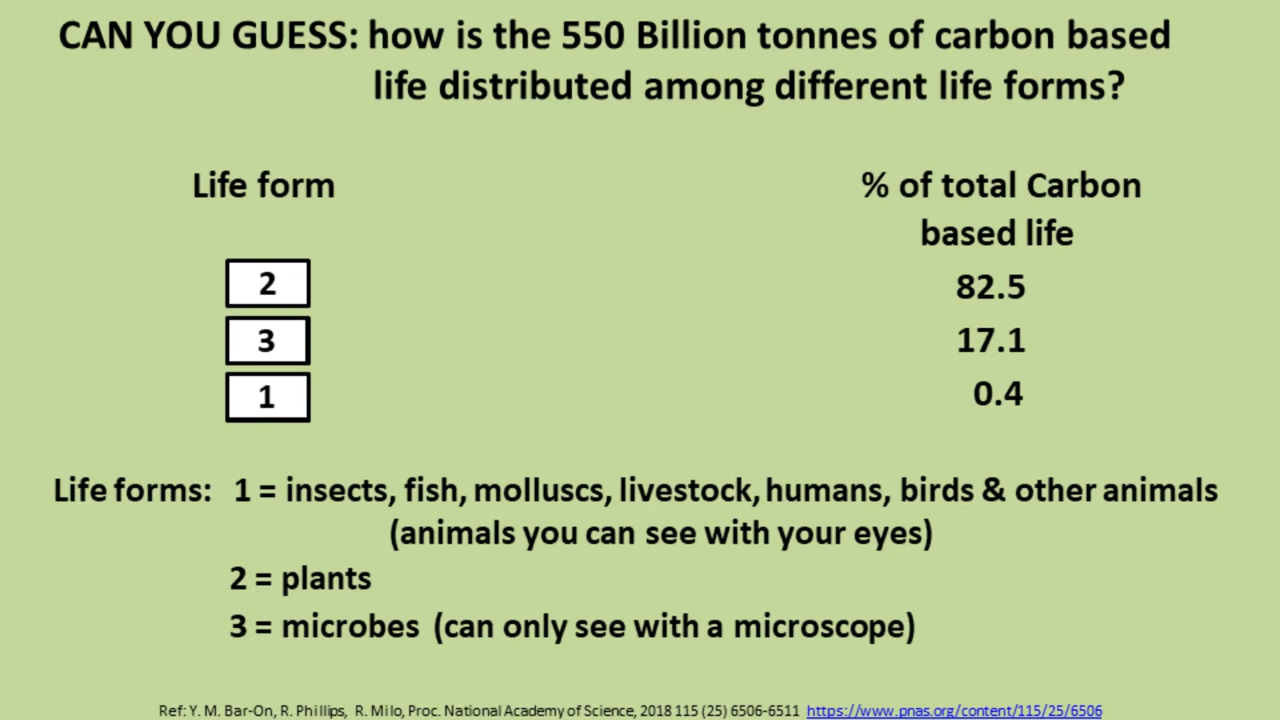 CAN YOU GUESS: how is the 550 Billion tonnes of carbon based
life distributed among different life forms?
Life form
% of total Carbon
based life
2 82.5
3 17.1
1 0.4
Life forms: 1 = insects, fish, molluscs, livestock, humans, birds & other animals
(animals you can see with your eyes)
2 = plants
3 = microbes (can only see with a microscope)
Ref: Y. M. Bar-On, R. Phillips, R. Milo, Proc. National Academy of Science, 2018 115 (25) 6506-6511 https://www.pnas.org/content/115/25/6506